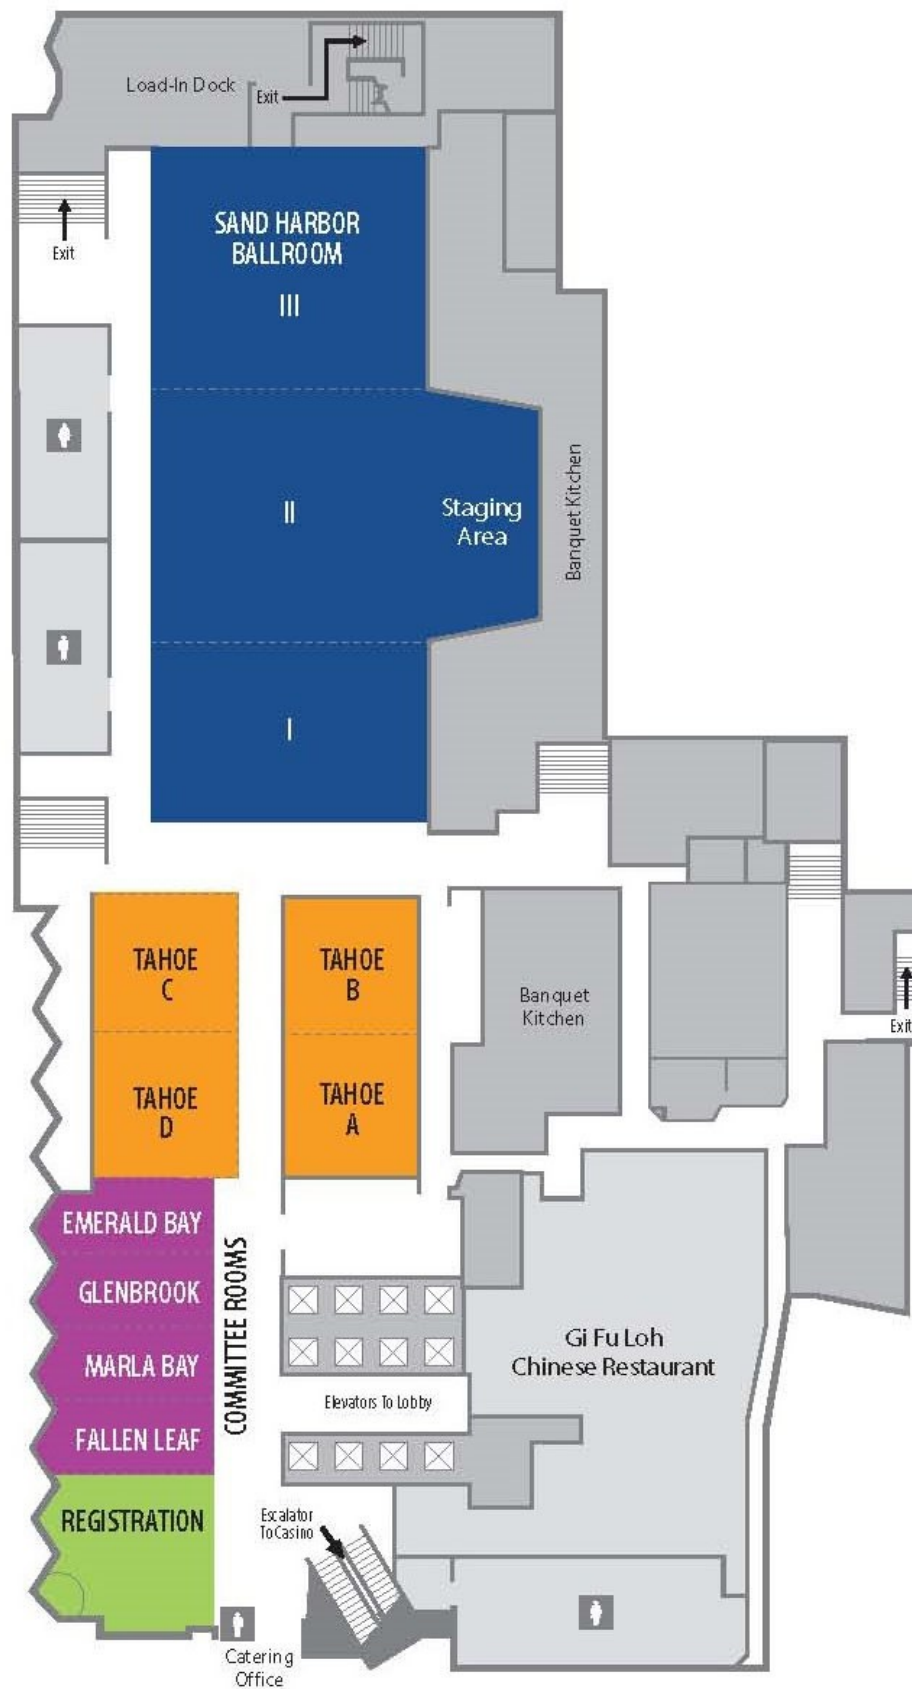 Load-In Dock
Exit
SAND HARBOR
BALLROOM
III
Exit
II
Staging
Area
Banquet Kitchen
I
TAHOE
C
TAHOE
B
Banquet
Kitchen
Exit
TAHOE
D
TAHOE
A
EMERALD BAY
GLENBROOK
MARLA BAY
FALLEN LEAF
COMMITTEE ROOMS
Gi Fu Loh
Chinese Restaurant
Elevators To Lobby
REGISTRATION
Escalator
To Casino
Catering
Office